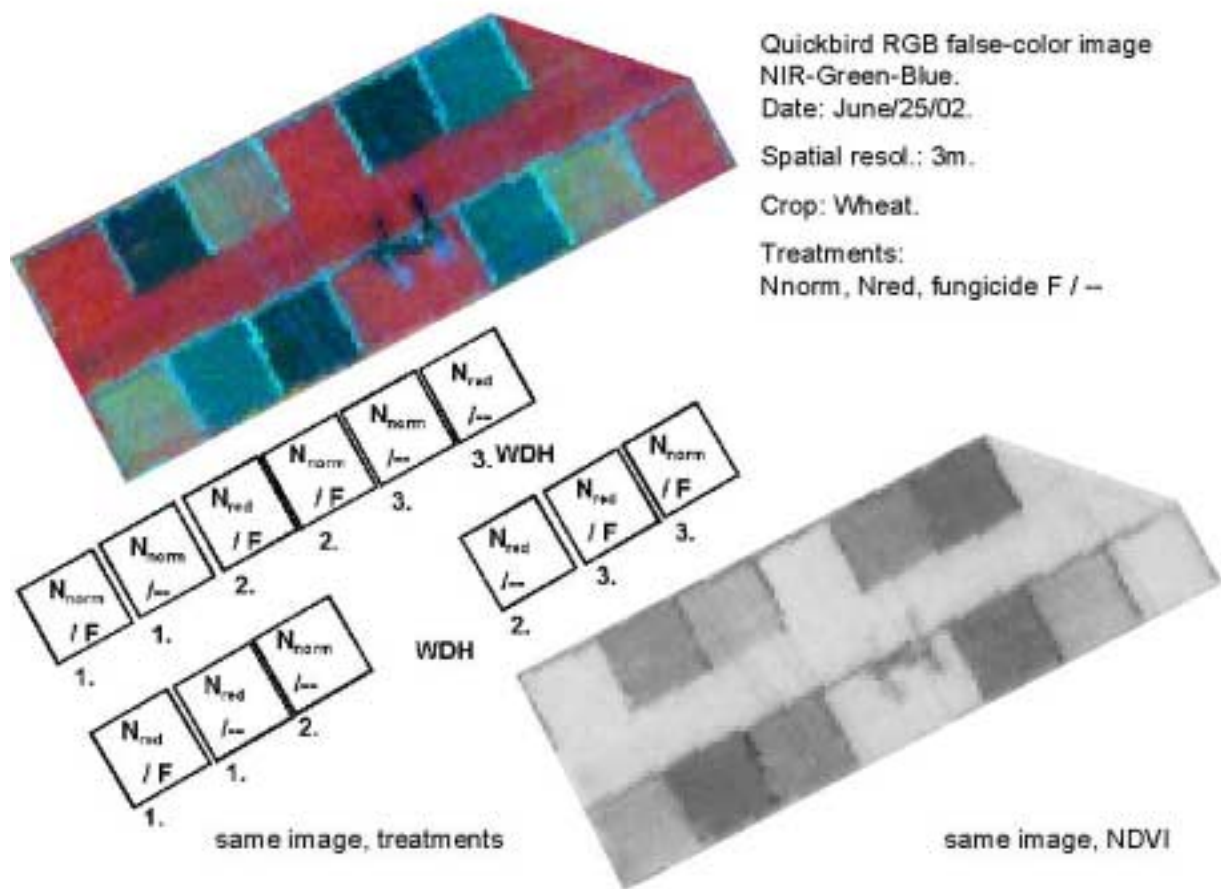 Quickbird RGB false-color image
NIR-Green-Blue.
Date: June/25/02.
Spatial resol.: 3m.
Crop: Wheat.
Treatments:
Nnorm, Nred, fungicide F / --
Nnorm / F 1.
Nnorm /-- 1.
Nred / F 2.
Nnorm / F 2.
Nnorm /-- 3.
Nred /-- 3.
WDH
Nred /-- 2.
Nred / F 3.
Nnorm / F 3.
Nred / F 1.
Nred /-- 1.
Nnorm /-- 2.
WDH
same image, treatments
same image, NDVI